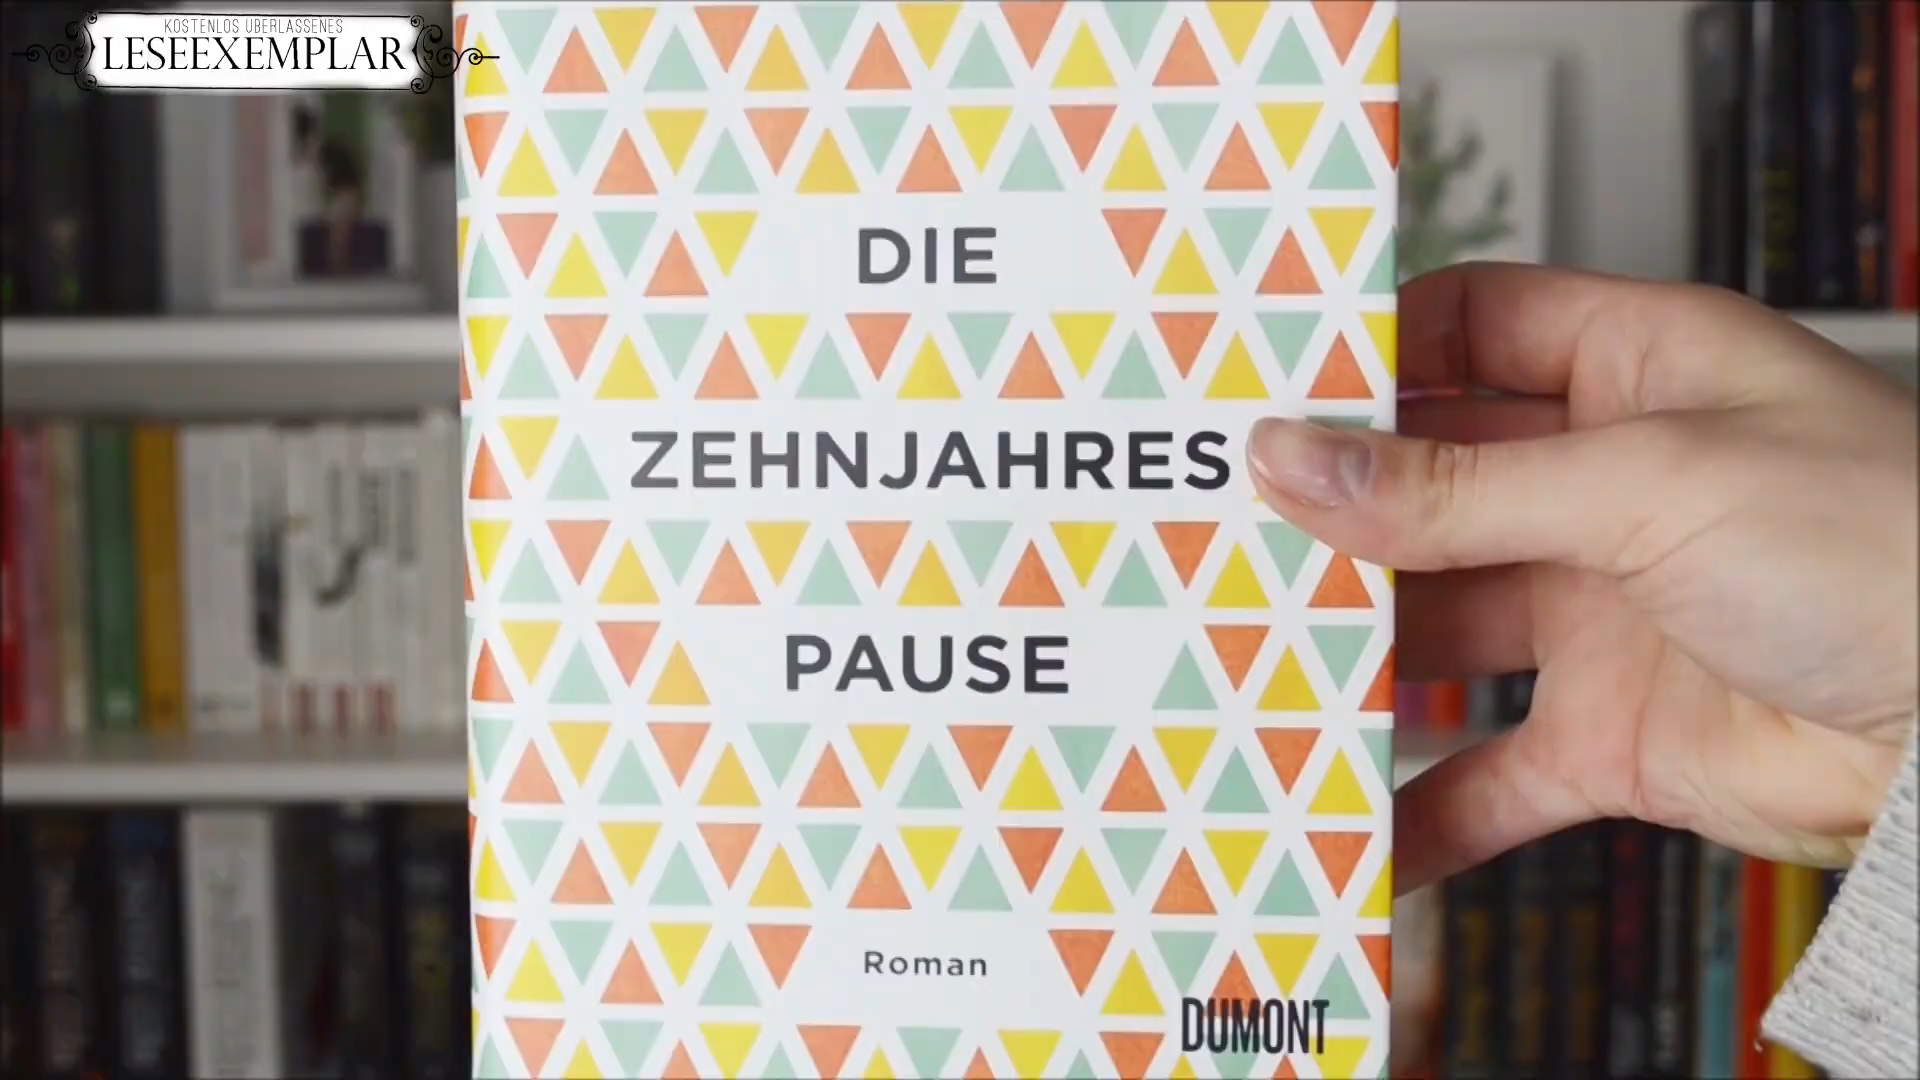 KOSTENLOS ÜBERLASSENES
LESEEXEMPLAR
DIE
ZEHNJAHRES
PAUSE
Roman
DUMONT